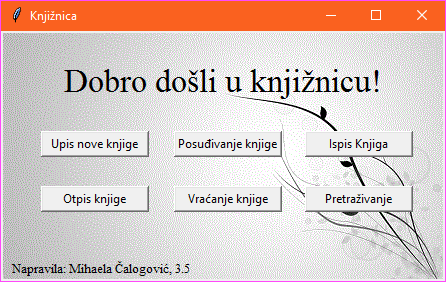 Knjižnica
Dobro došli u knjižnicu!
Upis nove knjige
Posuđivanje knjige
Ispis Knjiga
Otpis knjige
Vraćanje knjige
Pretraživanje
Napravila: Mihaela Čalogović, 3.5